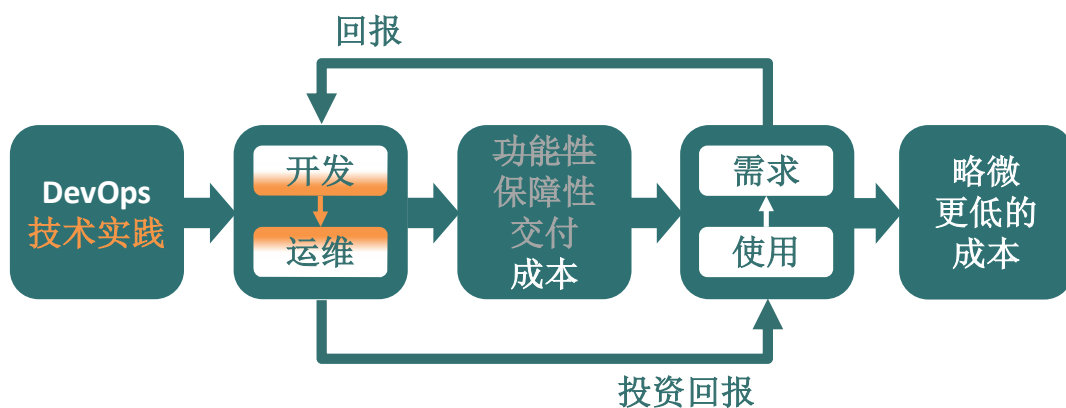 回报
DevOps
技术实践
开发
运维
功能性
保障性
交付
成本
需求
使用
略微
更低的
成本
投资回报